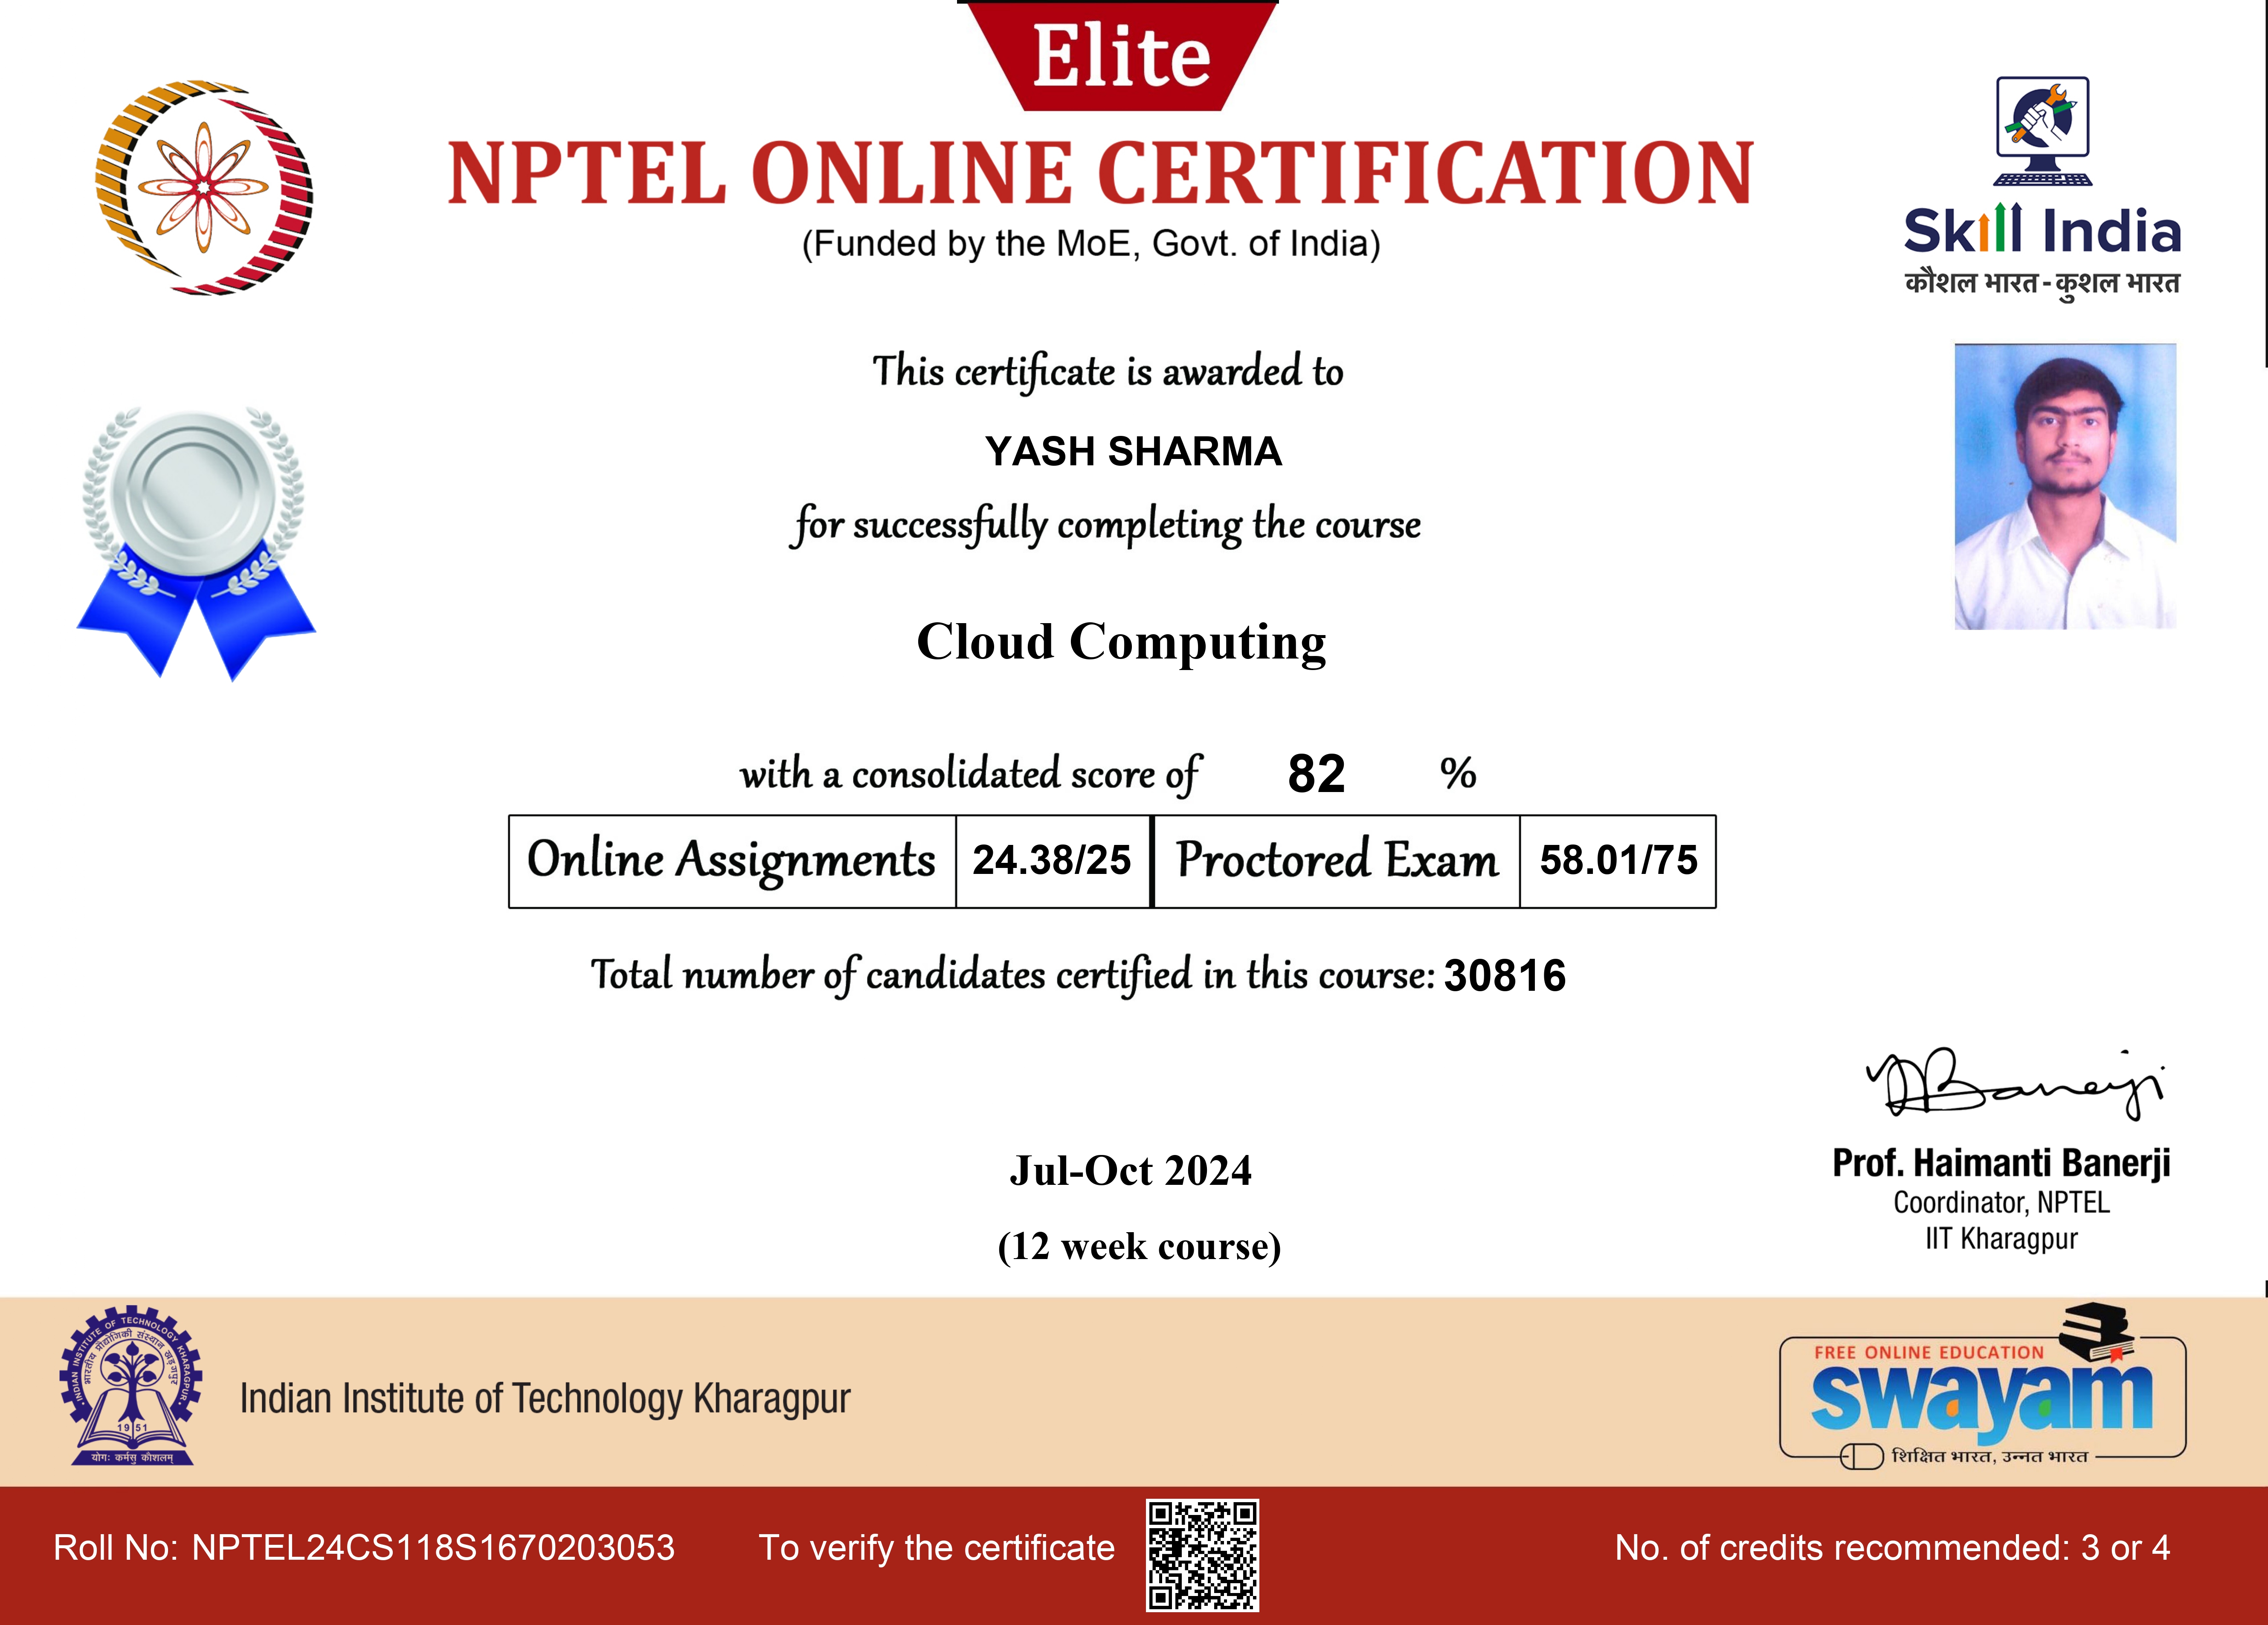 Elite
NPTEL ONLINE CERTIFICATION
(Funded by the MoE, Govt. of India)
Skill India
कौशल भारत - कुशल भारत
This certificate is awarded to
YASH SHARMA
for successfully completing the course
Cloud Computing
with a consolidated score of 82 %
Online Assignments 24.38/25 Proctored Exam 58.01/75
Total number of candidates certified in this course: 30816
Banerji
Prof. Haimanti Banerji
Coordinator, NPTEL
IIT Kharagpur
Jul-Oct 2024
(12 week course)
INDIAN INSTITUTE OF TECHNOLOGY KHARAGPUR
भारतीय प्रौद्योगिकी संस्थान खड़गपुर
1951
योगः कर्मसु कौशलम्
Indian Institute of Technology Kharagpur
FREE ONLINE EDUCATION
swayam
शिक्षित भारत, उन्नत भारत
Roll No: NPTEL24CS118S1670203053
To verify the certificate
No. of credits recommended: 3 or 4